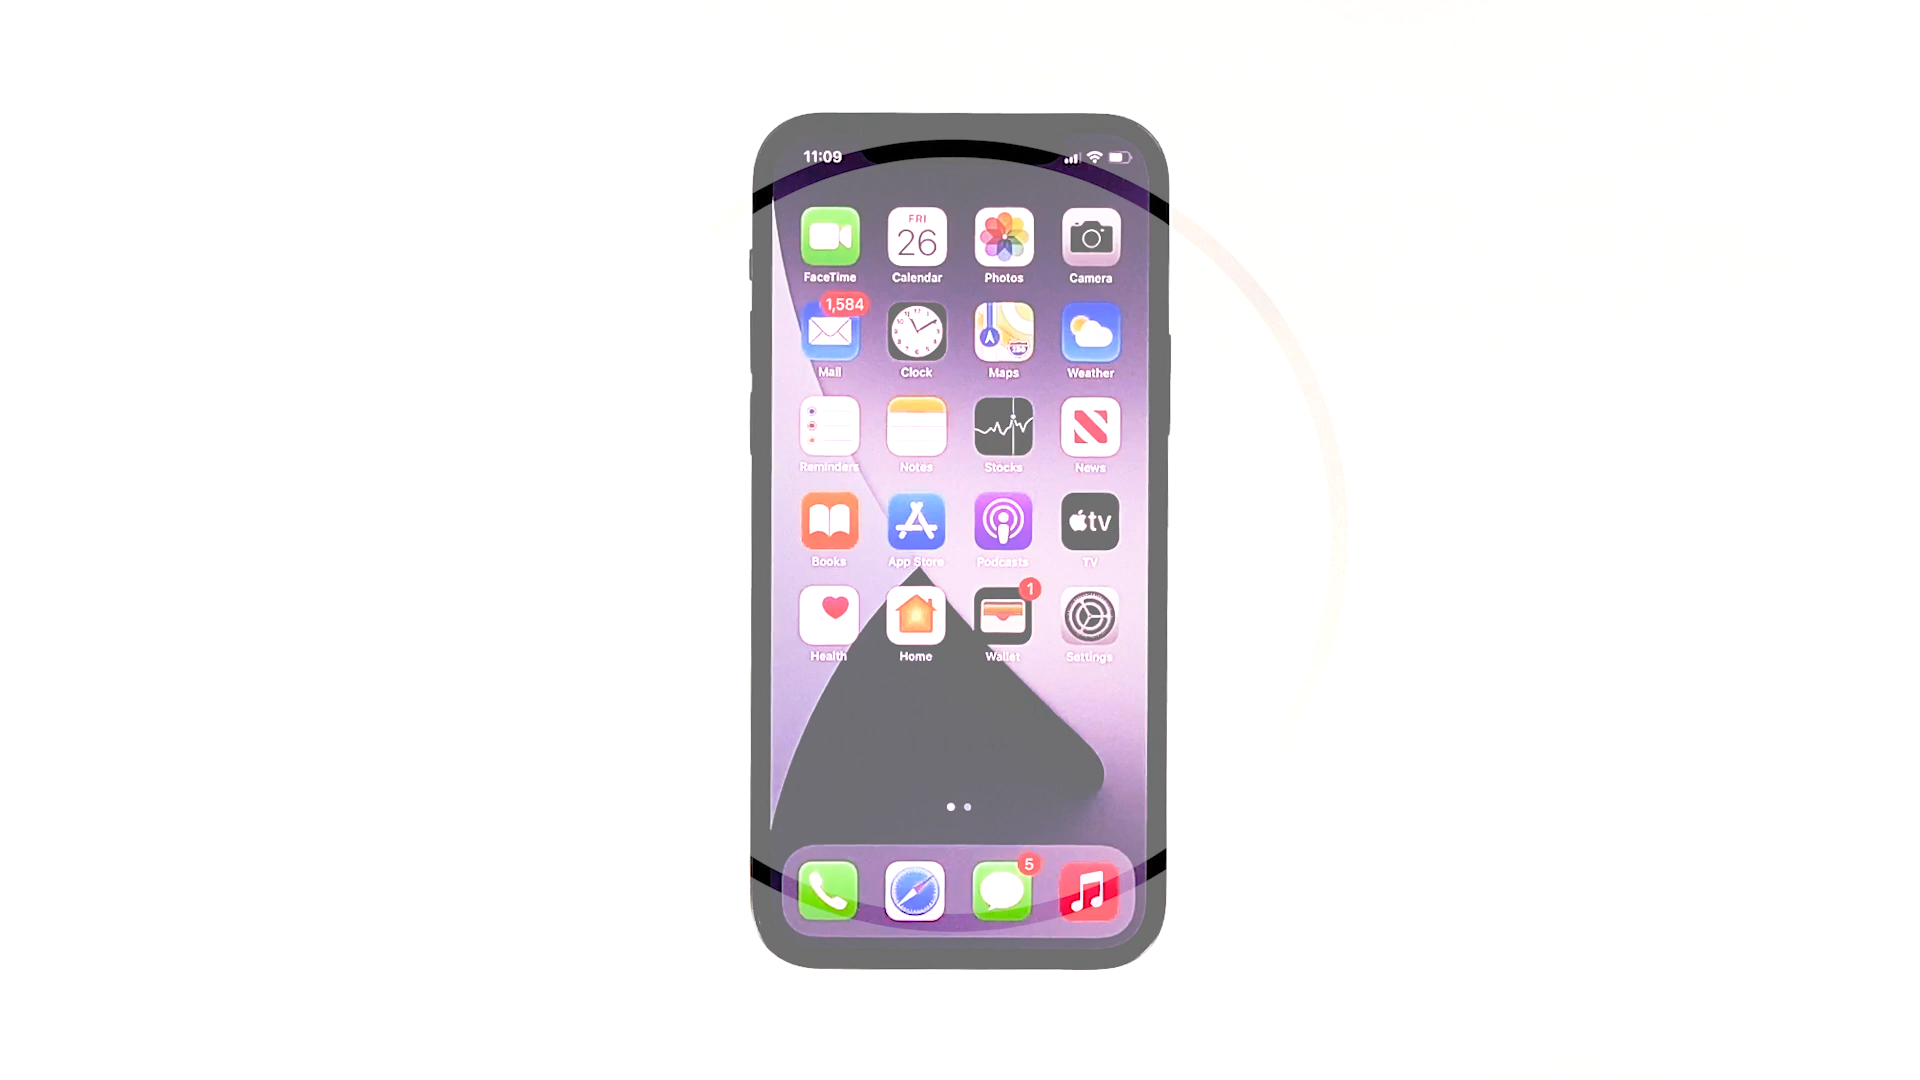 11:09
FRI
26
FaceTime
Calendar
Photos
Camera
1,584
Mail
Clock
Maps
Weather
Reminders
Notes
Stocks
News
tv
Books
App Store
Podcasts
TV
1
Health
Home
Wallet
Settings
5